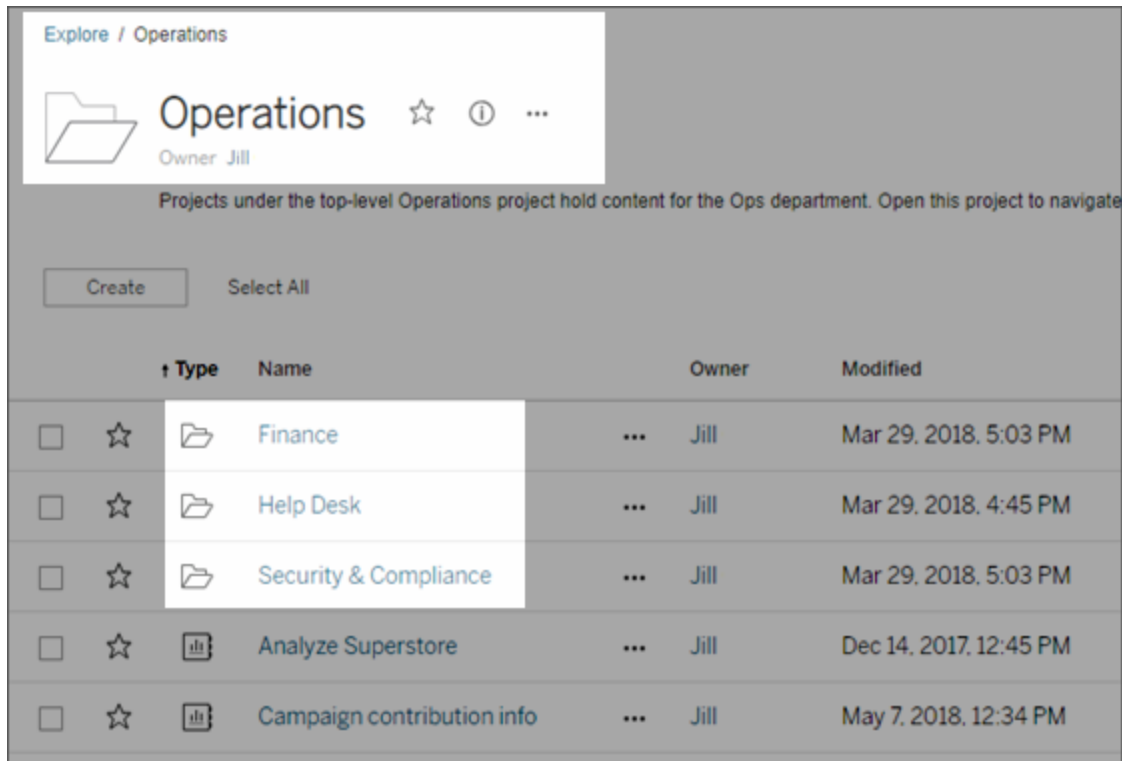 Explore / Operations
Operations
Owner Jill
Projects under the top-level Operations project hold content for the Ops department. Open this project to navigate
Create Select All
↑ Type Name Owner Modified
Finance ... Jill Mar 29, 2018, 5:03 PM
Help Desk ... Jill Mar 29, 2018, 4:45 PM
Security & Compliance ... Jill Mar 29, 2018, 5:03 PM
Analyze Superstore ... Jill Dec 14, 2017, 12:45 PM
Campaign contribution info ... Jill May 7, 2018, 12:34 PM